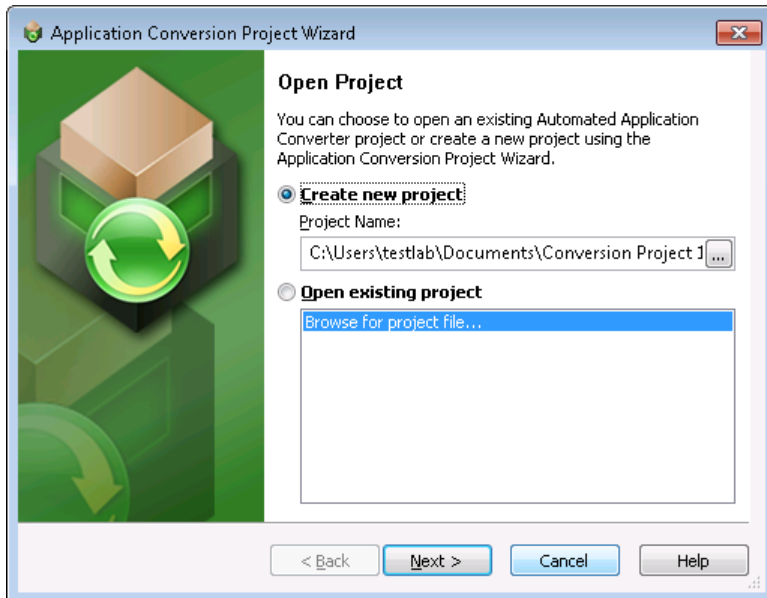 Application Conversion Project Wizard
Open Project
You can choose to open an existing Automated Application
Converter project or create a new project using the
Application Conversion Project Wizard.
Create new project
Project Name:
C:\Users\testlab\Documents\Conversion Project 1
...
Open existing project
Browse for project file...
< Back Next > Cancel Help